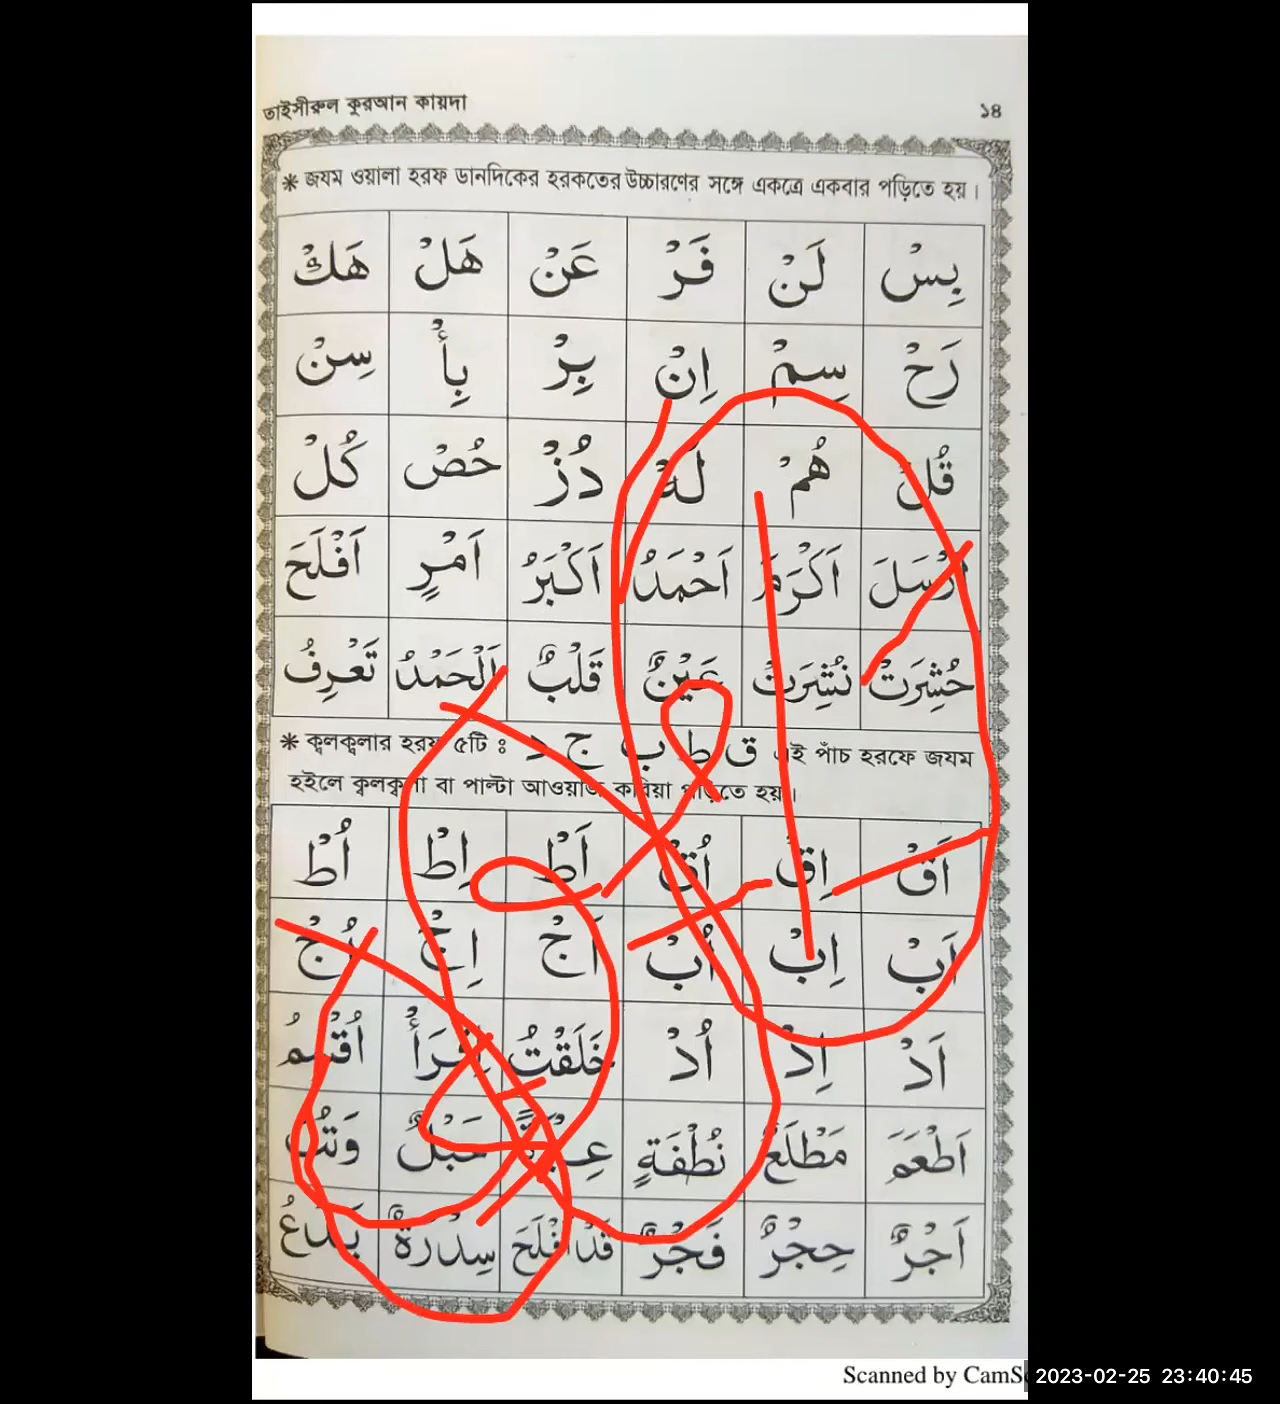 তাইসীরুল কুরআন কায়দা ১৪
* জযম ওয়ালা হরফ ডানদিকের হরকতের উচ্চারণের সঙ্গে একত্রে একবার পড়িতে হয়।
بِسْ لَنْ فَرْ عَنْ هَلْ هَكْ
رَحْ سِمْ اِنْ بِرْ بِأْ سِنْ
قُلْ هُمْ لَهْ دُزْ حُصْ كُلْ
اَرْسَلَ اَكْرَمَ اَحْمَدُ اَكْبَرُ اَمْرٍ اَفْلَحَ
حُشِرَتْ نُشِرَتْ عَيْنٌ قَلْبٌ اَلْحَمْدُ تَعْرِفُ
* ক্বলক্বলার হরফ ৫টি ঃ ق ط ب ج د এই পাঁচ হরফে জযম
হইলে ক্বলক্বলা বা পাল্টা আওয়াজ করিয়া পড়িতে হয়।
اَقْ اِقْ اُقْ اَطْ اِطْ اُطْ
اَبْ اِبْ اُبْ اَجْ اِجْ اُجْ
اَدْ اِدْ اُدْ خَلَقْتُ اِقْرَأْ اُقْسِمُ
اَطْعَمَ مَطْلَعِ نُطْفَةٍ حَبْلٌ
اَجْرٌ حِجْرٌ فَجْرٌ قَدْ اَفْلَحَ سِدْرَةٌ يَدْعُ
Scanned by CamS
2023-02-25 23:40:45